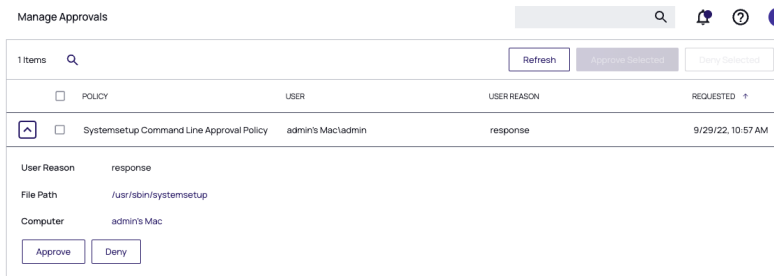 Manage Approvals
1 Items Refresh Approve Selected Deny Selected
POLICY USER USER REASON REQUESTED ↑
Systemsetup Command Line Approval Policy admin's Mac\admin response 9/29/22, 10:57 AM
User Reason response
File Path /usr/sbin/systemsetup
Computer admin's Mac
Approve Deny